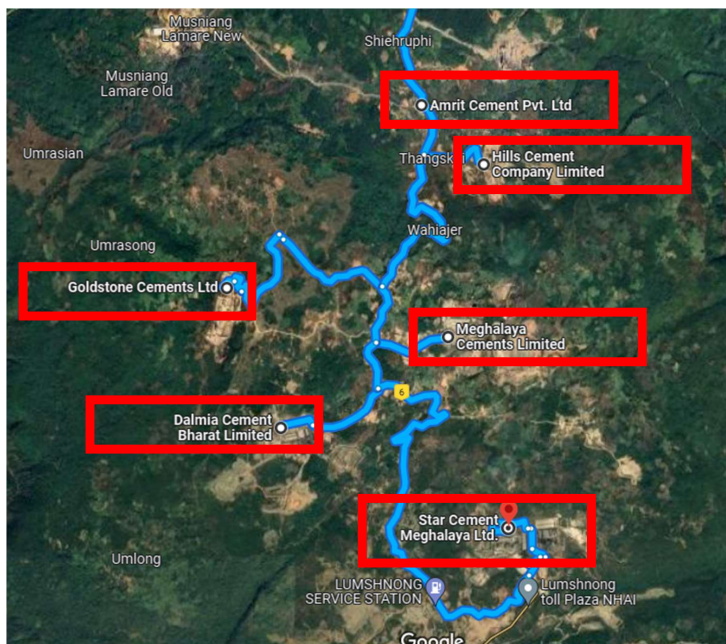 Musniang
Lamare New
Shiehruphi
Musniang
Lamare Old
Amrit Cement Pvt. Ltd
Umrasian
Hills Cement
Company Limited
Wahiajer
Umrasong
Goldstone Cements Ltd
Meghalaya
Cements Limited
6
Dalmia Cement
Bharat Limited
Star Cement
Meghalaya Ltd.
Umlong
LUMSHNONG
SERVICE STATION
Lumshnong
toll Plaza NHAI
Google